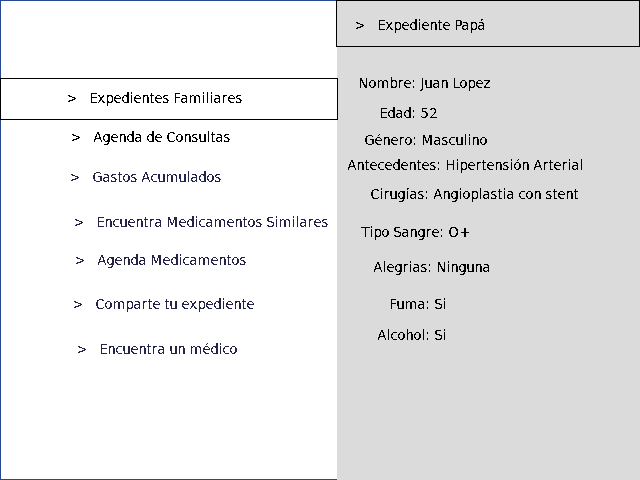 > Expedientes Familiares
> Agenda de Consultas
> Gastos Acumulados
> Encuentra Medicamentos Similares
> Agenda Medicamentos
> Comparte tu expediente
> Encuentra un médico
> Expediente Papá
Nombre: Juan Lopez
Edad: 52
Género: Masculino
Antecedentes: Hipertensión Arterial
Cirugías: Angioplastia con stent
Tipo Sangre: O+
Alegrias: Ninguna
Fuma: Si
Alcohol: Si